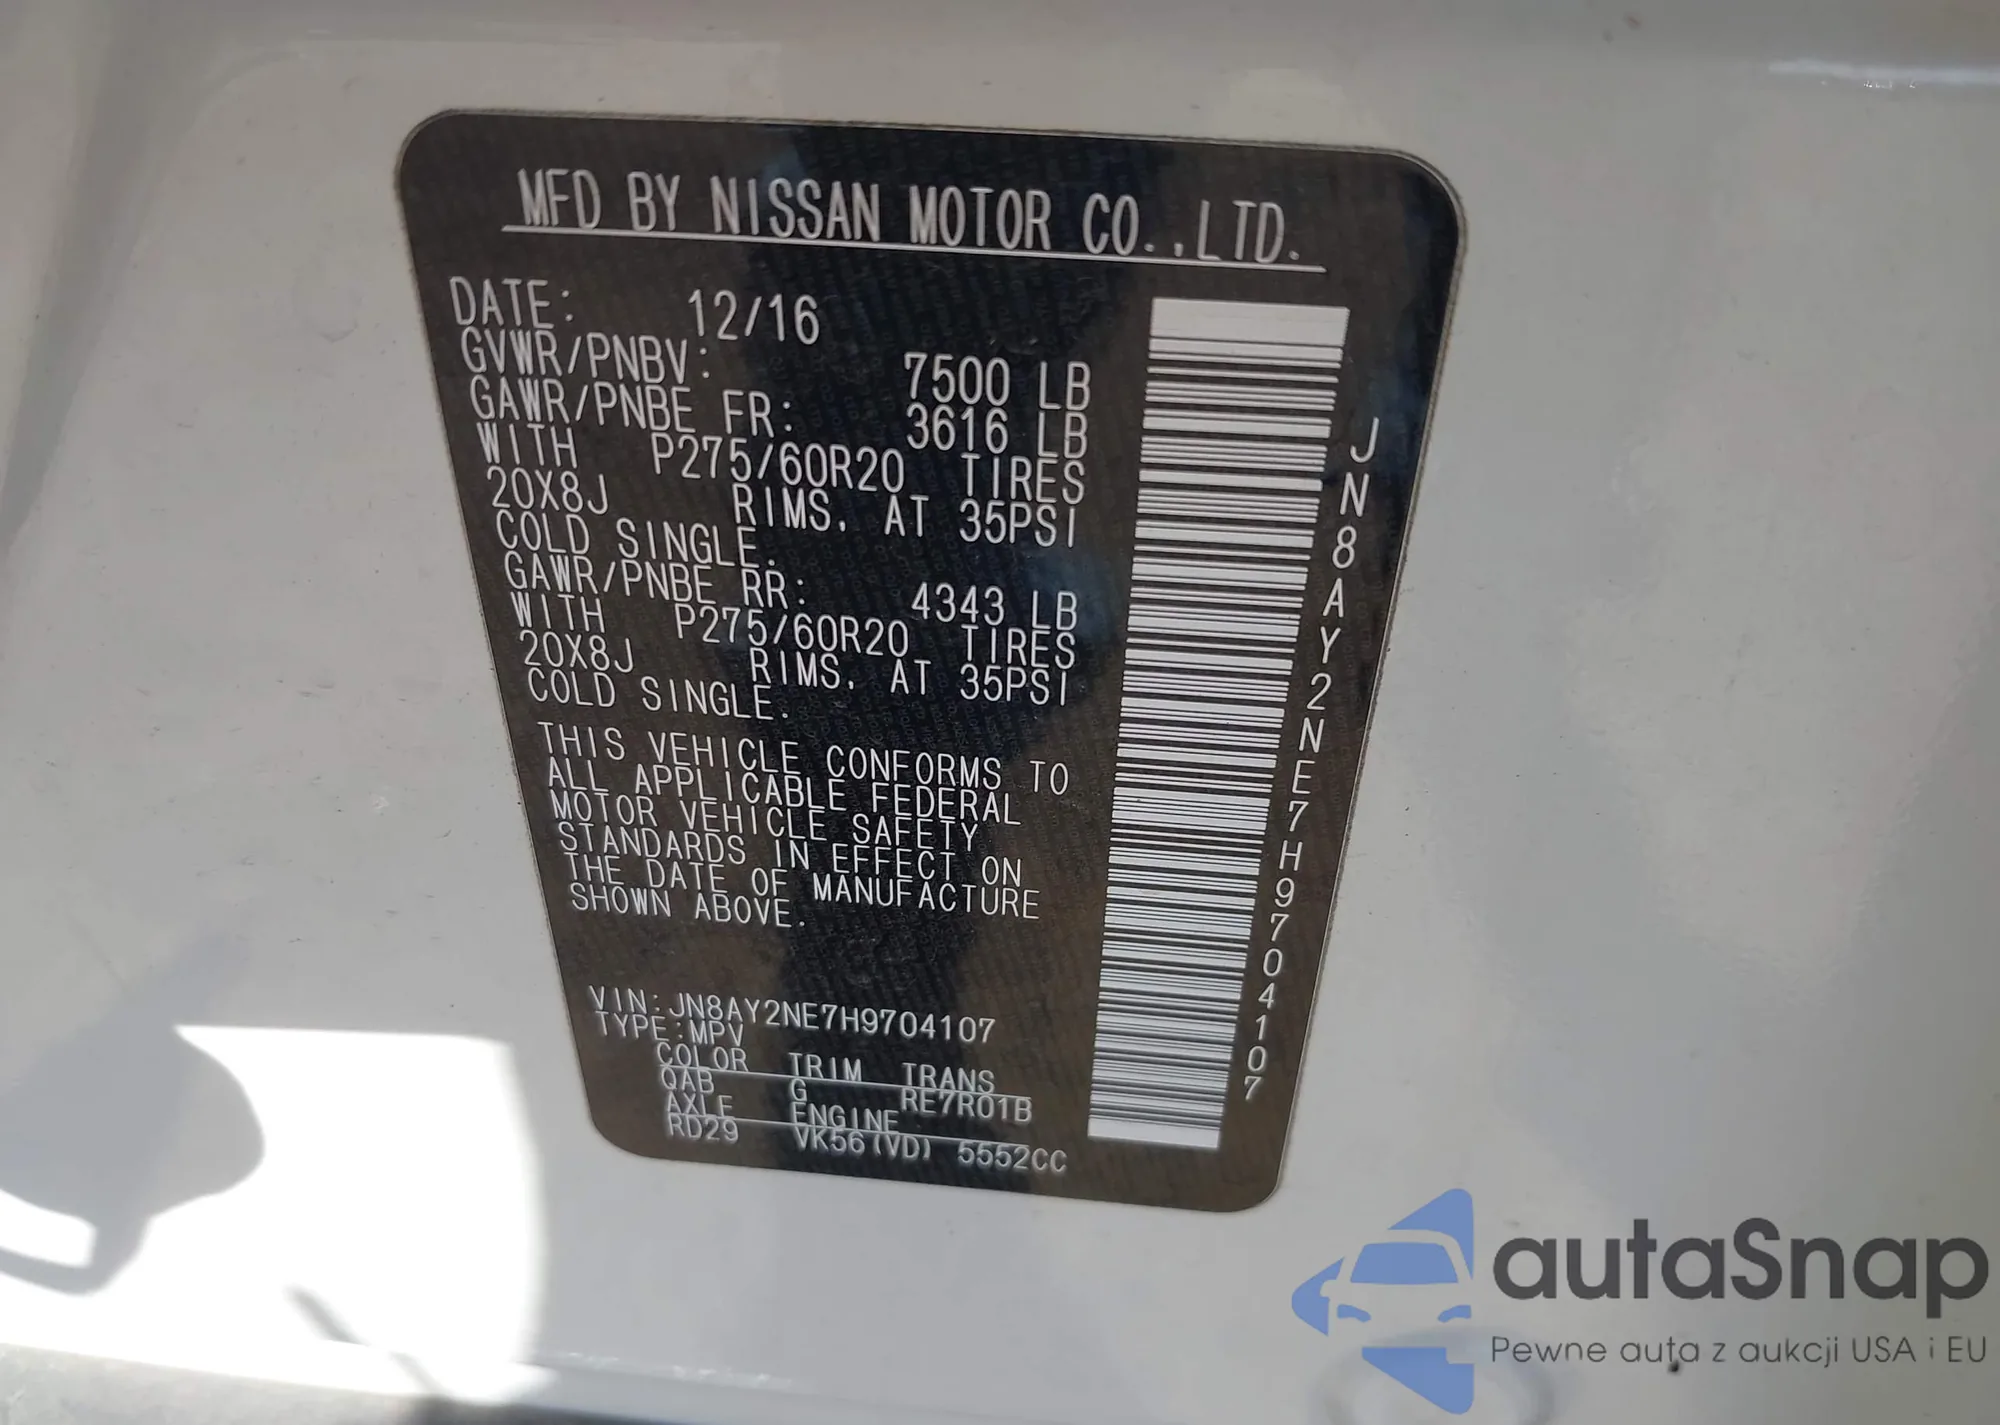 MFD BY NISSAN MOTOR CO.,LTD.
DATE: 12/16
GVWR/PNBV: 7500 LB
GAWR/PNBE FR: 3616 LB
WITH P275/60R20 TIRES
20X8J RIMS, AT 35PSI
COLD SINGLE.
GAWR/PNBE RR: 4343 LB
WITH P275/60R20 TIRES
20X8J RIMS, AT 35PSI
COLD SINGLE.
THIS VEHICLE CONFORMS TO
ALL APPLICABLE FEDERAL
MOTOR VEHICLE SAFETY
STANDARDS IN EFFECT ON
THE DATE OF MANUFACTURE
SHOWN ABOVE.
VIN:JN8AY2NE7H9704107
TYPE:MPV
COLOR TRIM TRANS
QAB G RE7R01B
AXLE ENGINE
RD29 VK56(VD) 5552CC
JN8AY2NE7H9704107
autaSnap
Pewne auta z aukcji USA i EU